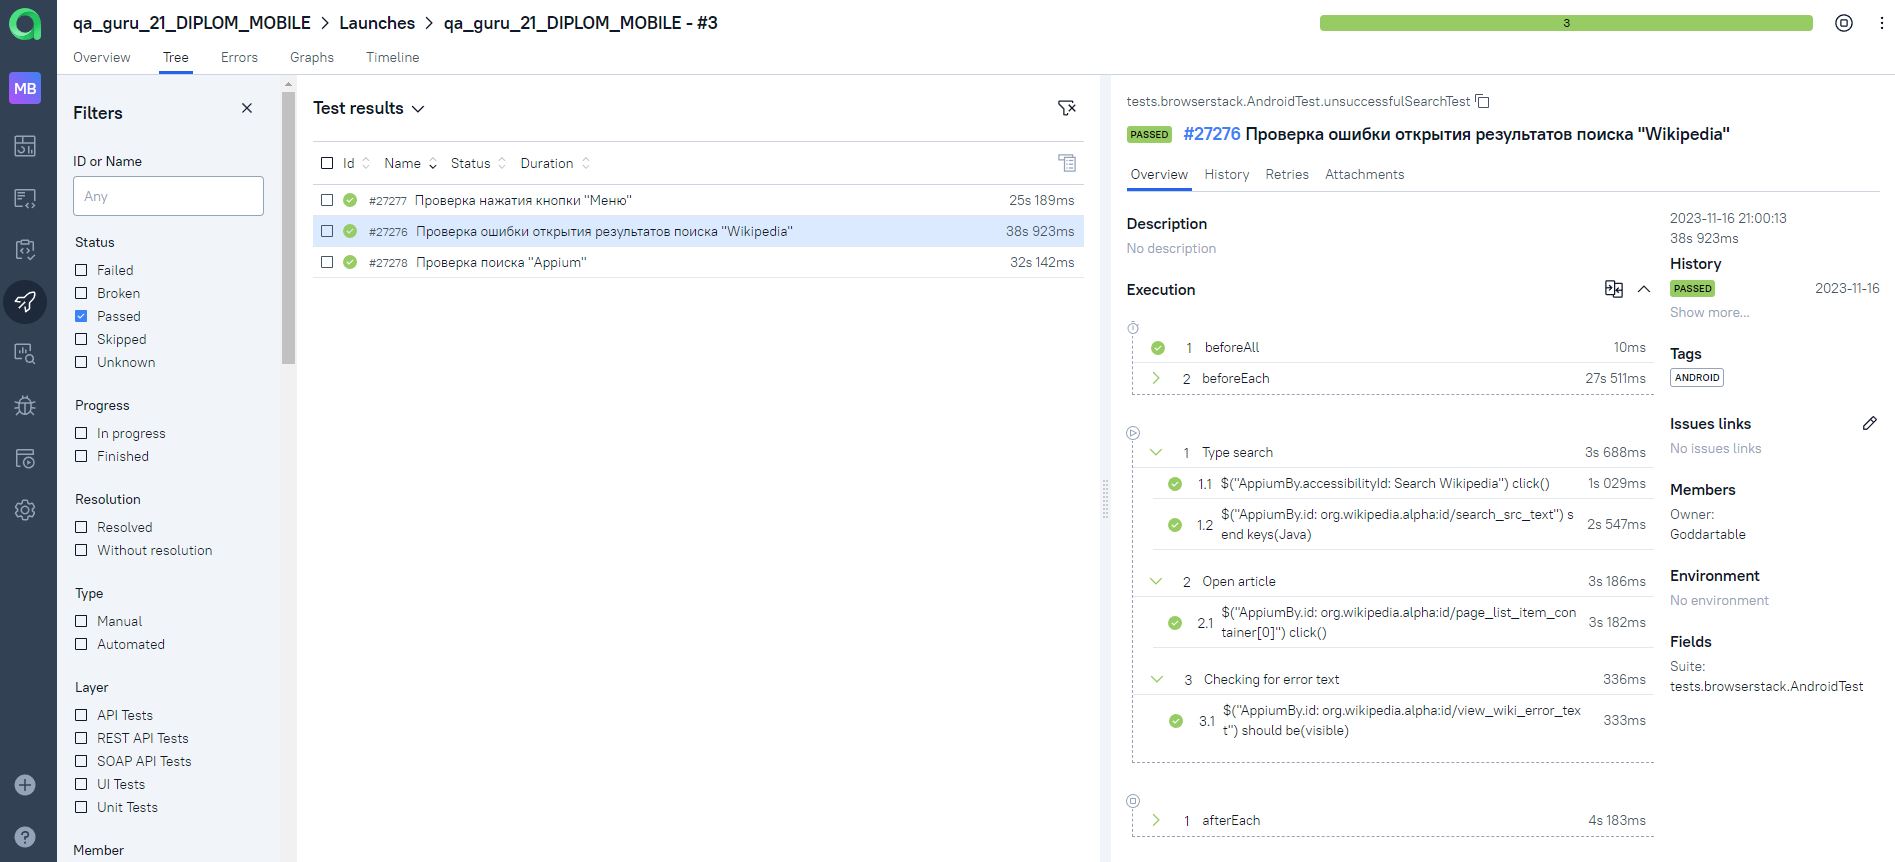 qa_guru_21_DIPLOM_MOBILE > Launches > qa_guru_21_DIPLOM_MOBILE - #3
3
Overview Tree Errors Graphs Timeline
MB
Filters
ID or Name
Any
Status
Failed
Broken
Passed
Skipped
Unknown
Progress
In progress
Finished
Resolution
Resolved
Without resolution
Type
Manual
Automated
Layer
API Tests
REST API Tests
SOAP API Tests
UI Tests
Unit Tests
Member
Test results
Id Name Status Duration
#27277 Проверка нажатия кнопки "Меню" 25s 189ms
#27276 Проверка ошибки открытия результатов поиска "Wikipedia" 38s 923ms
#27278 Проверка поиска "Appium" 32s 142ms
tests.browserstack.AndroidTest.unsuccessfulSearchTest
PASSED #27276 Проверка ошибки открытия результатов поиска "Wikipedia"
Overview History Retries Attachments
Description
No description
Execution
1 beforeAll 10ms
2 beforeEach 27s 511ms
1 Type search 3s 688ms
1.1 $("AppiumBy.accessibilityId: Search Wikipedia") click() 1s 029ms
1.2 $("AppiumBy.id: org.wikipedia.alpha:id/search_src_text") s
end keys(Java) 2s 547ms
2 Open article 3s 186ms
2.1 $("AppiumBy.id: org.wikipedia.alpha:id/page_list_item_con
tainer[0]") click() 3s 182ms
3 Checking for error text 336ms
3.1 $("AppiumBy.id: org.wikipedia.alpha:id/view_wiki_error_tex
t") should be(visible) 333ms
1 afterEach 4s 183ms
2023-11-16 21:00:13
38s 923ms
History
PASSED 2023-11-16
Show more...
Tags
ANDROID
Issues links
No issues links
Members
Owner:
Goddartable
Environment
No environment
Fields
Suite:
tests.browserstack.AndroidTest